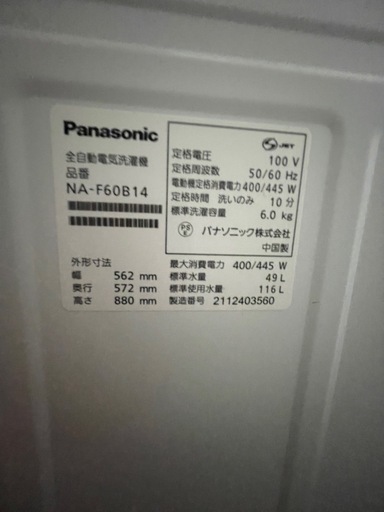 Panasonic
全自動電気洗濯機
品番
NA-F60B14
JET
定格電圧 100 V
定格周波数 50/60 Hz
電動機定格消費電力 400/445 W
定格時間 洗いのみ 10 分
標準洗濯容量 6.0 kg
PS E
パナソニック株式会社
中国製
外形寸法
幅 562 mm
奥行 572 mm
高さ 880 mm
最大消費電力 400/445 W
標準水量 49 L
標準使用水量 116 L
製造番号 2112403560